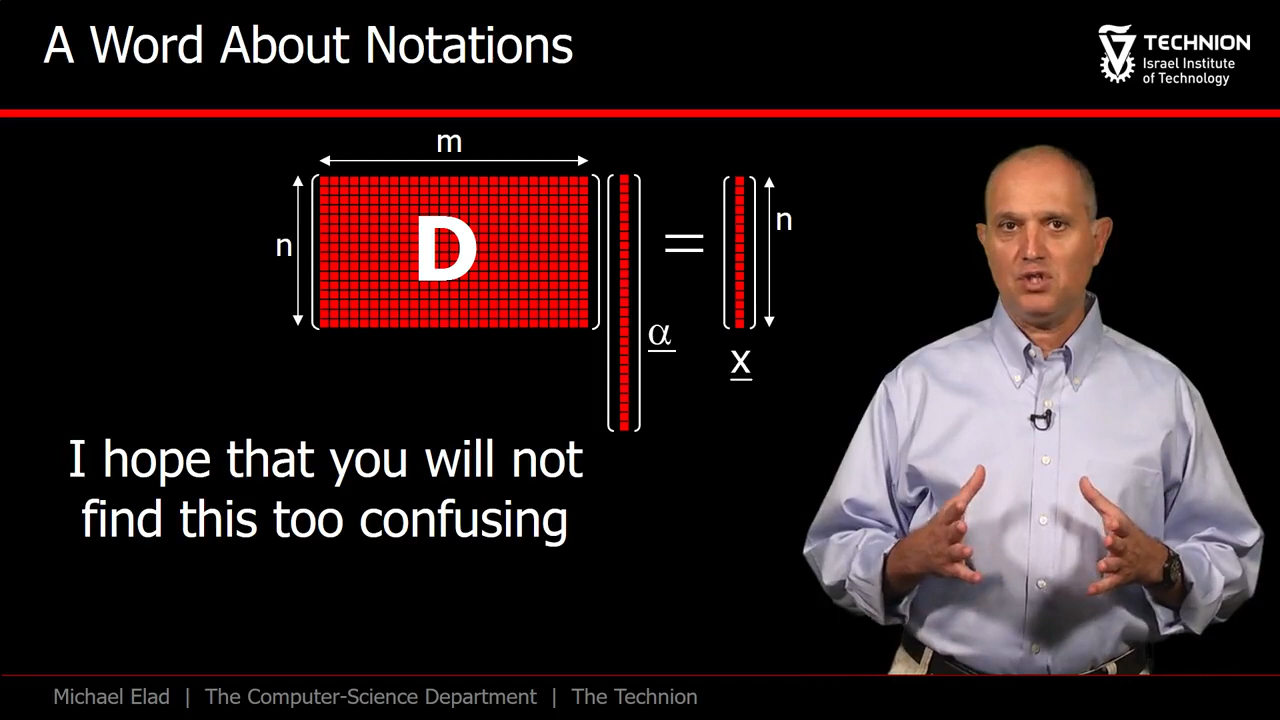 A Word About Notations
TECHNION
Israel Institute
of Technology
m
n
D
α
=
x
n
I hope that you will not
find this too confusing
Michael Elad | The Computer-Science Department | The Technion